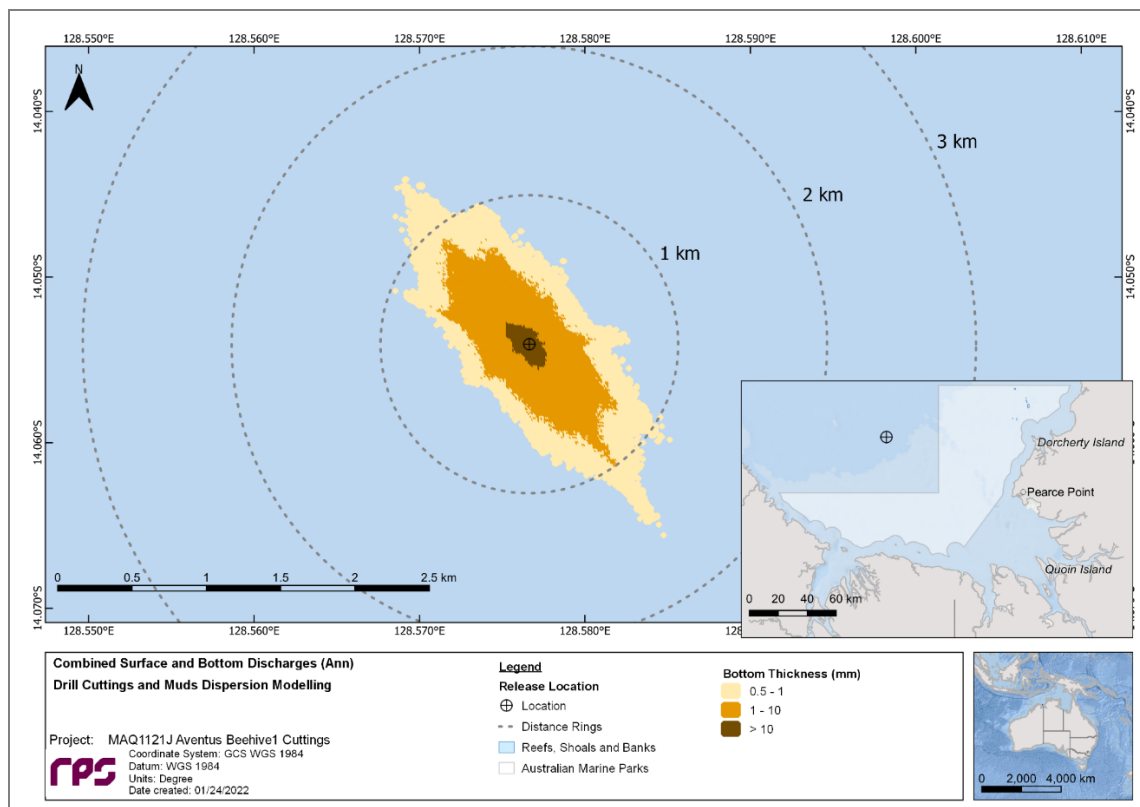 128.550°E 128.560°E 128.570°E 128.580°E 128.590°E 128.600°E 128.610°E
N
14.040°S
14.040°S
3 km
2 km
1 km
14.050°S
14.050°S
14.060°S
Dorcherty Island
Pearce Point
Quoin Island
0 0.5 1 1.5 2 2.5 km
0 20 40 60 km
14.070°S
128.550°E 128.560°E 128.570°E 128.580°E 128.600°E 128.610°E
Combined Surface and Bottom Discharges (Ann)
Drill Cuttings and Muds Dispersion Modelling
Project: MAQ1121J Aventus Beehive1 Cuttings
rps
Coordinate System: GCS WGS 1984
Datum: WGS 1984
Units: Degree
Date created: 01/24/2022
Legend
Release Location
Location
Distance Rings
Reefs, Shoals and Banks
Australian Marine Parks
Bottom Thickness (mm)
0.5 - 1
1 - 10
> 10
0 2,000 4,000 km